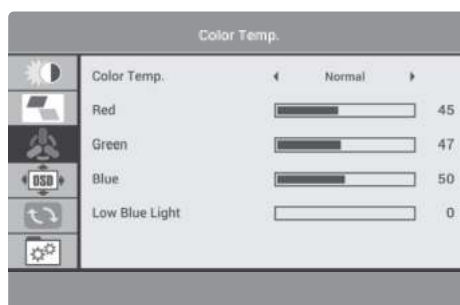 Color Temp.
Color Temp. Normal
Red 45
Green 47
Blue 50
OSD
Low Blue Light 0